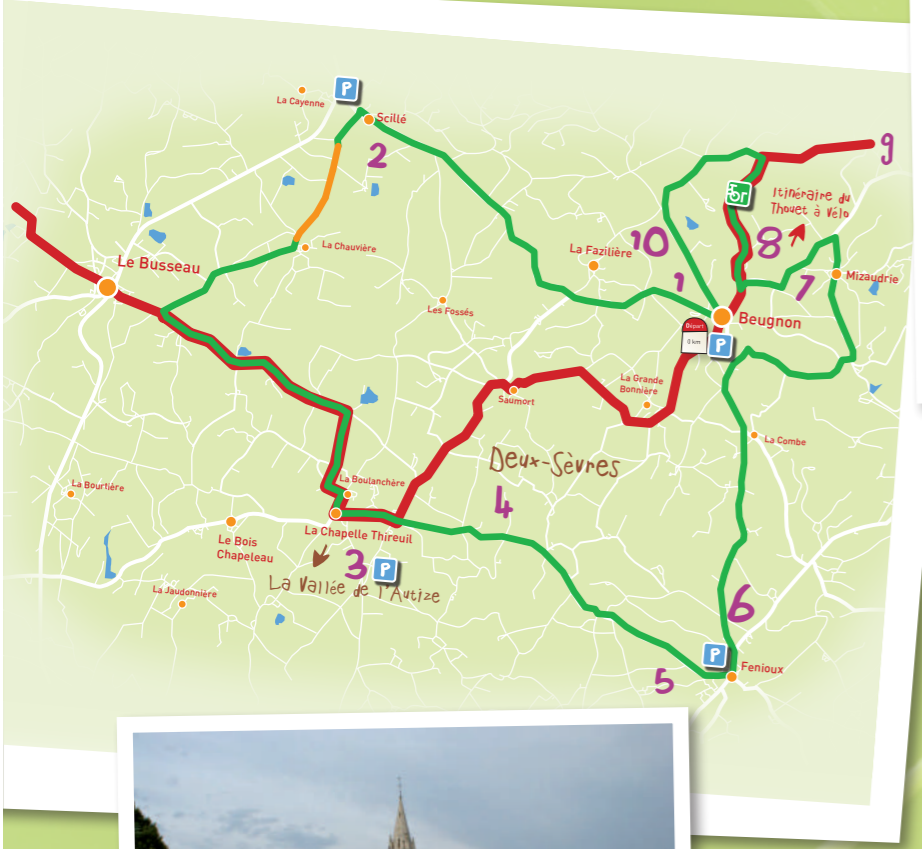 P
La Cayenne
Scillé
2
9
Itinéraire du
Thouet à Vélo
10
8
La Chauvière
La Fazilière
Le Busseau
1
7
Mizaudrie
Les Fossés
Beugnon
Départ
0 km
P
La Grande
Bonnière
Saumort
La Combe
Deux-Sèvres
La Bourtière
La Boulanchère
4
Le Bois
Chapeleau
La Chapelle Thireuil
3
P
La Vallée de l'Autize
La Jaudonnière
6
P
Fenioux
5